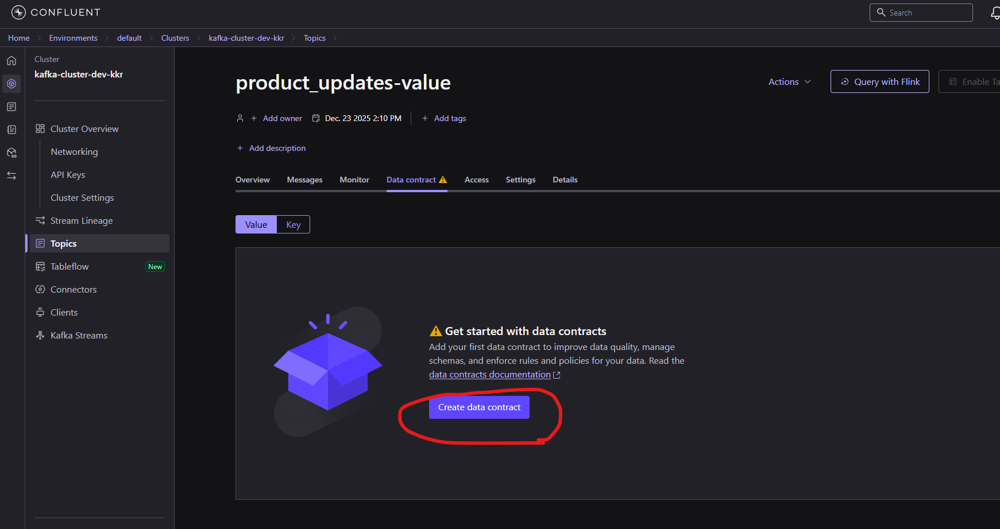 CONFLUENT
Search
Home Environments default Clusters kafka-cluster-dev-kkr Topics
Cluster
kafka-cluster-dev-kkr
Cluster Overview
Networking
API Keys
Cluster Settings
Stream Lineage
Topics
Tableflow New
Connectors
Clients
Kafka Streams
product_updates-value
Actions
Query with Flink
Enable Ta
+ Add owner Dec. 23 2025 2:10 PM + Add tags
+ Add description
Overview Messages Monitor Data contract Access Settings Details
Value Key
Get started with data contracts
Add your first data contract to improve data quality, manage
schemas, and enforce rules and policies for your data. Read the
data contracts documentation
Create data contract